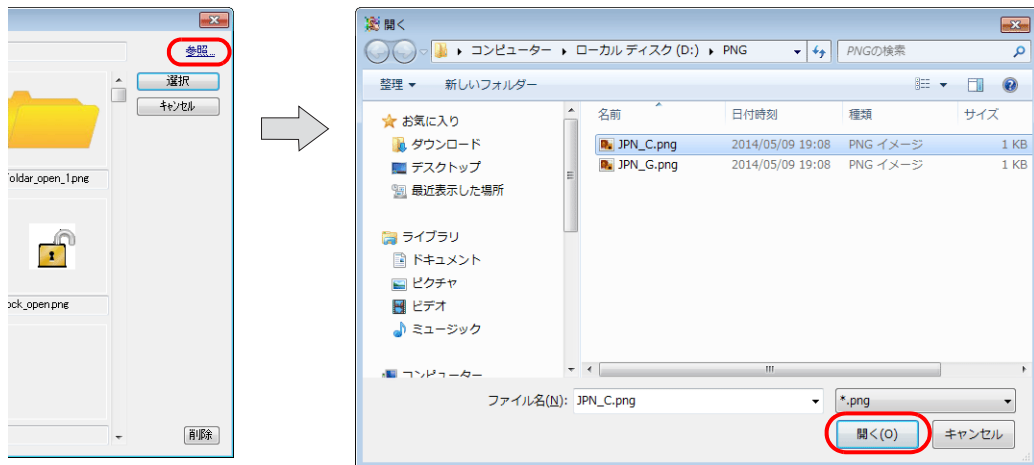 参照...
選択
キャンセル
oldar_open_1.png
ock_open.png
削除
開く
コンピューター ▸ ローカル ディスク (D:) ▸ PNG
PNGの検索
整理 ▼ 新しいフォルダー
名前 日付時刻 種類 サイズ
お気に入り
ダウンロード
デスクトップ
最近表示した場所
ライブラリ
ドキュメント
ピクチャ
ビデオ
ミュージック
コンピューター
JPN_C.png 2014/05/09 19:08 PNG イメージ 1 KB
JPN_G.png 2014/05/09 19:08 PNG イメージ 1 KB
ファイル名(N): JPN_C.png
*.png
開く(O) キャンセル